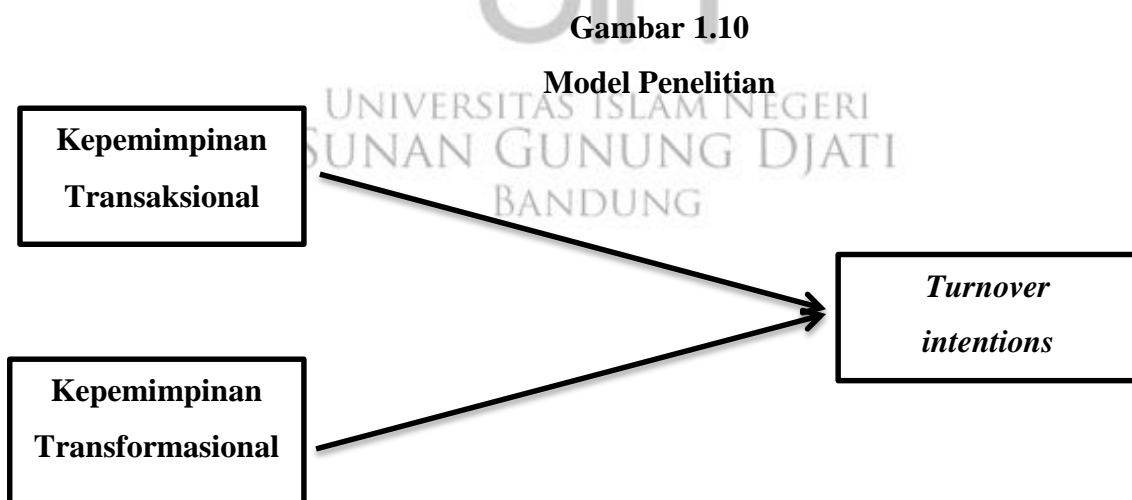 Gambar 1.10
Model Penelitian
UNIVERSITAS ISLAM NEGERI
SUNAN GUNUNG DJATI
BANDUNG
Kepemimpinan
Transaksional
Turnover
intentions
Kepemimpinan
Transformasional